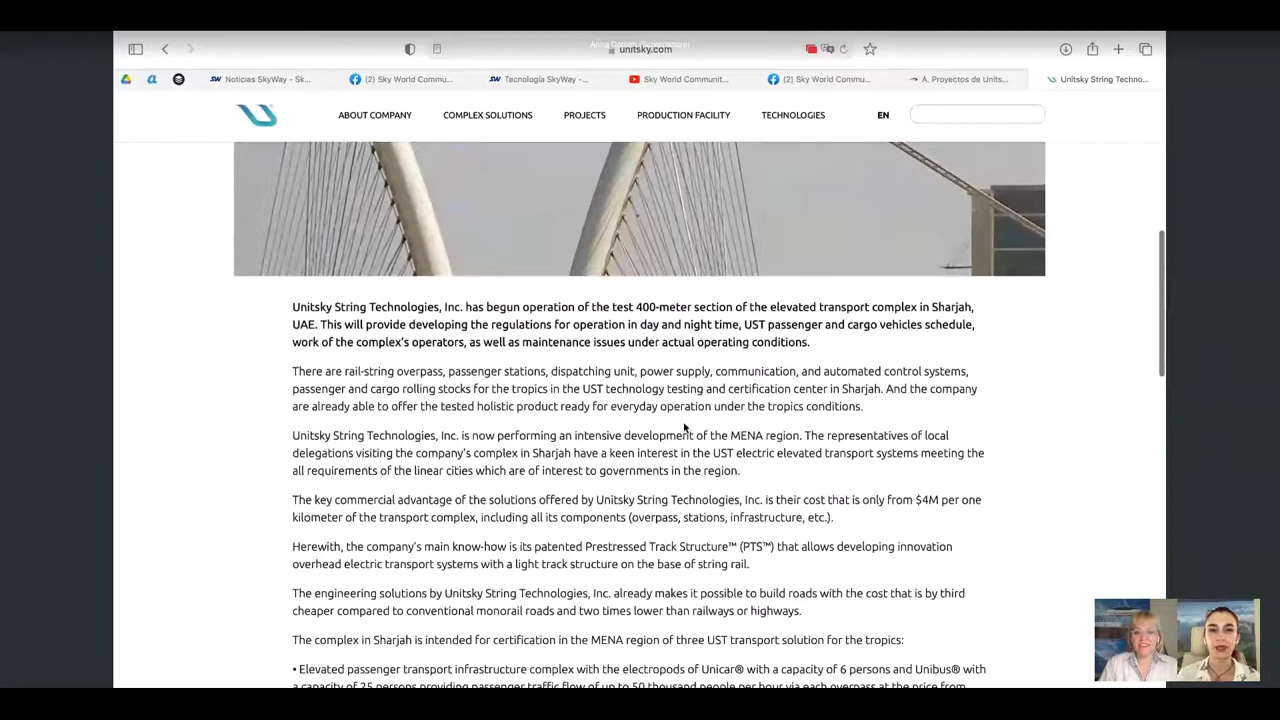 unitsky.com
Noticias SkyWay - Sk...
(2) Sky World Commu...
Tecnología SkyWay -...
Sky World Communit...
(2) Sky World Commu...
A. Proyectos de Units...
Unitsky String Techno...
ABOUT COMPANY
COMPLEX SOLUTIONS
PROJECTS
PRODUCTION FACILITY
TECHNOLOGIES
EN
Unitsky String Technologies, Inc. has begun operation of the test 400-meter section of the elevated transport complex in Sharjah,
UAE. This will provide developing the regulations for operation in day and night time, UST passenger and cargo vehicles schedule,
work of the complex's operators, as well as maintenance issues under actual operating conditions.
There are rail-string overpass, passenger stations, dispatching unit, power supply, communication, and automated control systems,
passenger and cargo rolling stocks for the tropics in the UST technology testing and certification center in Sharjah. And the company
are already able to offer the tested holistic product ready for everyday operation under the tropics conditions.
Unitsky String Technologies, Inc. is now performing an intensive development of the MENA region. The representatives of local
delegations visiting the company's complex in Sharjah have a keen interest in the UST electric elevated transport systems meeting the
all requirements of the linear cities which are of interest to governments in the region.
The key commercial advantage of the solutions offered by Unitsky String Technologies, Inc. is their cost that is only from $4M per one
kilometer of the transport complex, including all its components (overpass, stations, infrastructure, etc.).
Herewith, the company's main know-how is its patented Prestressed Track Structure™ (PTS™) that allows developing innovation
overhead electric transport systems with a light track structure on the base of string rail.
The engineering solutions by Unitsky String Technologies, Inc. already makes it possible to build roads with the cost that is by third
cheaper compared to conventional monorail roads and two times lower than railways or highways.
The complex in Sharjah is intended for certification in the MENA region of three UST transport solution for the tropics:
• Elevated passenger transport infrastructure complex with the electropods of Unicar® with a capacity of 6 persons and Unibus® with
a capacity of 25 persons providing passenger traffic flow of up to 50 thousand people per hour via each overpass at the price from